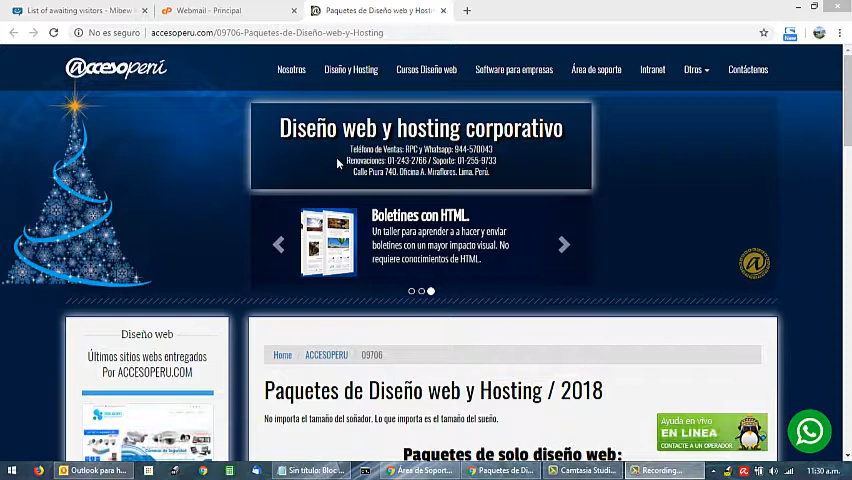 List of awaiting visitors - Mibew
Webmail - Principal
Paquetes de Diseño web y Hostin
No es seguro
accesoperu.com/09706-Paquetes-de-Diseño-web-y-Hosting
New
@ccesoperú
Nosotros
Diseño y Hosting
Cursos Diseño web
Software para empresas
Área de soporte
Intranet
Otros
Contáctenos
Diseño web y hosting corporativo
Teléfono de Ventas: RPC y Whatsapp: 944-570043
Renovaciones: 01-243-2766 / Soporte: 01-255-9733
Calle Piura 740. Oficina A. Miraflores. Lima. Perú.
Boletines con HTML.
Un taller para aprender a a hacer y enviar
boletines con un mayor impacto visual. No
requiere conocimientos de HTML.
Diseño web
Últimos sitios webs entregados
Por ACCESOPERU.COM
Home
ACCESOPERU
09706
Paquetes de Diseño web y Hosting / 2018
No importa el tamaño del soñador. Lo que importa es el tamaño del sueño.
Ayuda en vivo
EN LINEA
CONTACTE A UN OPERADOR
Paquetes de solo diseño web:
Outlook para h...
Sin título: Bloc...
Área de Soport...
Paquetes de Di...
Camtasia Studi...
Recording...
11:30 a.m.